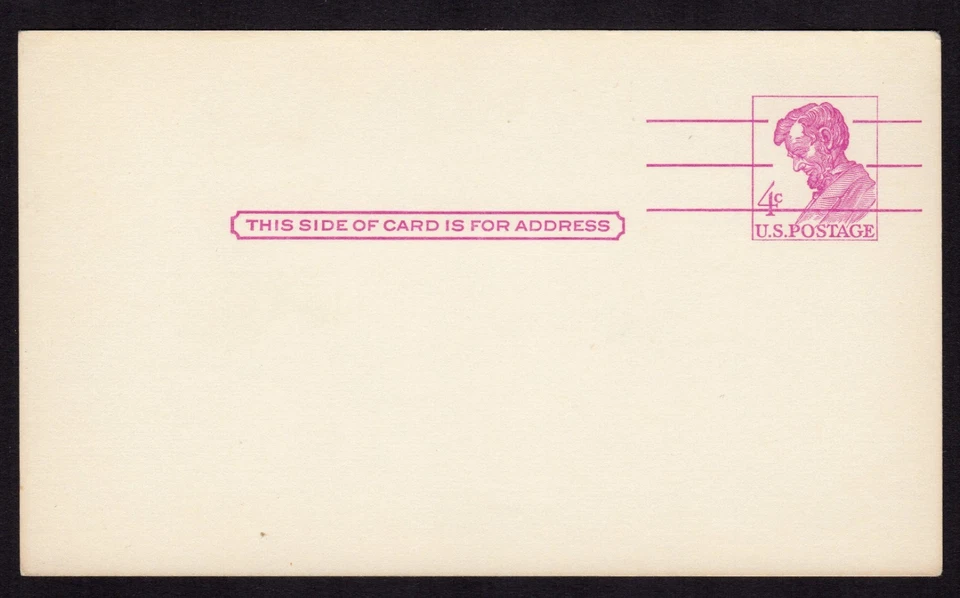 4c
U.S.POSTAGE
THIS SIDE OF CARD IS FOR ADDRESS